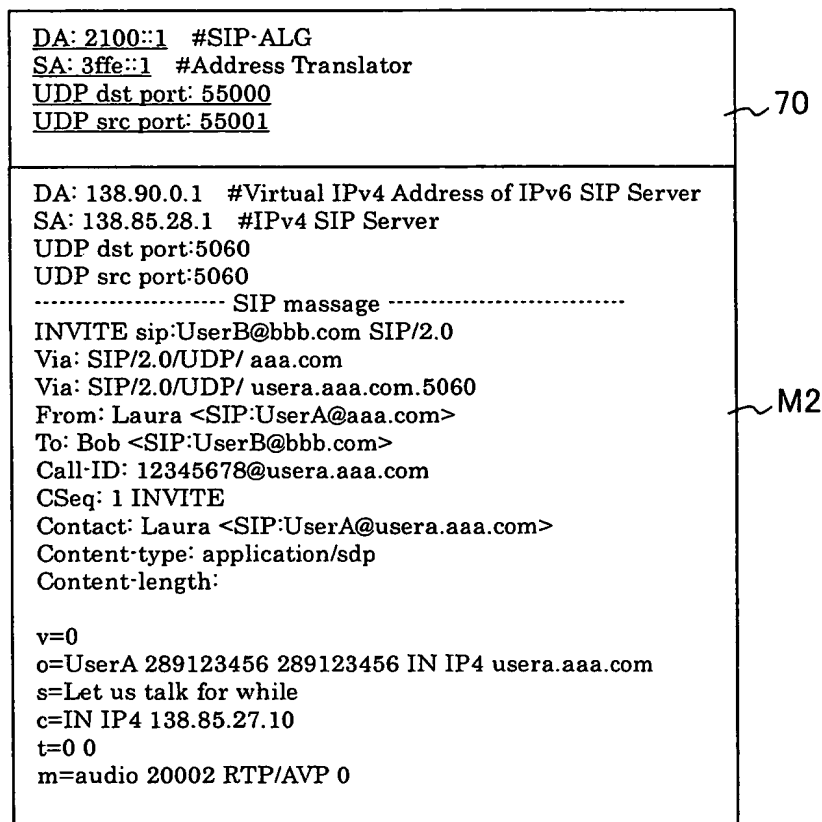 DA: 2100::1 #SIP-ALG
SA: 3ffe::1 #Address Translator
UDP dst port: 55000
UDP src port: 55001
70
DA: 138.90.0.1 #Virtual IPv4 Address of IPv6 SIP Server
SA: 138.85.28.1 #IPv4 SIP Server
UDP dst port:5060
UDP src port:5060
----------------------- SIP massage ----------------------------
INVITE sip:UserB@bbb.com SIP/2.0
Via: SIP/2.0/UDP/ aaa.com
Via: SIP/2.0/UDP/ usera.aaa.com.5060
From: Laura <SIP:UserA@aaa.com>
M2
To: Bob <SIP:UserB@bbb.com>
Call-ID: 12345678@usera.aaa.com
CSeq: 1 INVITE
Contact: Laura <SIP:UserA@usera.aaa.com>
Content-type: application/sdp
Content-length:
v=0
o=UserA 289123456 289123456 IN IP4 usera.aaa.com
s=Let us talk for while
c=IN IP4 138.85.27.10
t=0 0
m=audio 20002 RTP/AVP 0